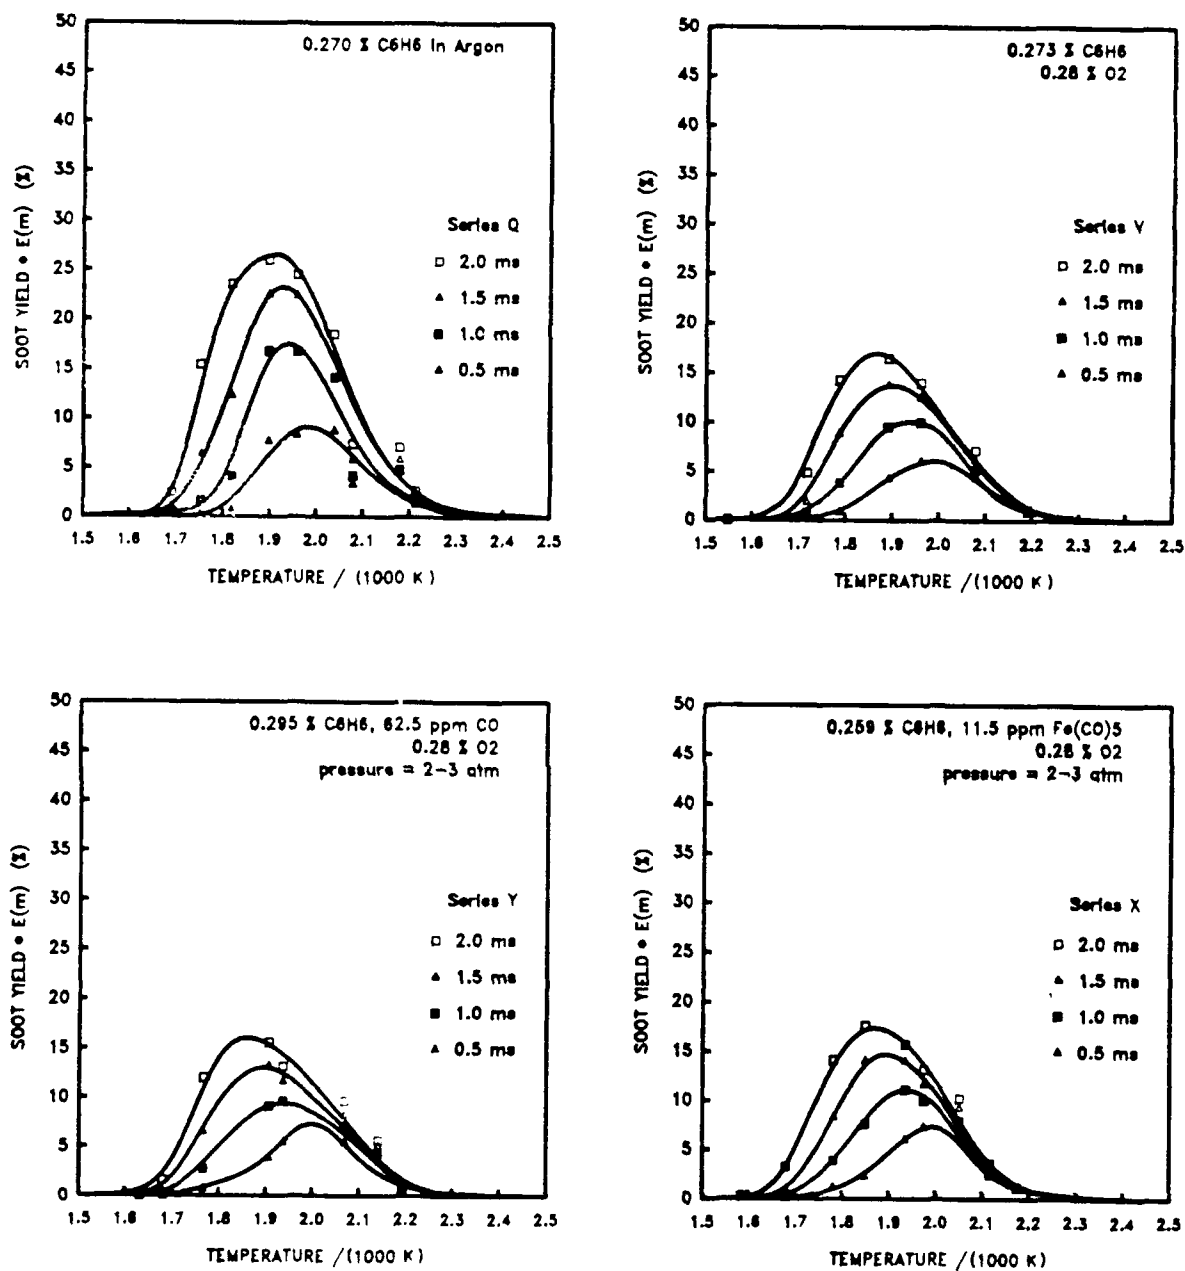 50
45
40
35
30
25
20
15
10
5
0
SOOT YIELD • E(m) (%)
0.270 % C6H6 In Argon
Series Q
2.0 ms
1.5 ms
1.0 ms
0.5 ms
1.5 1.6 1.7 1.8 1.9 2.0 2.1 2.2 2.3 2.4 2.5
TEMPERATURE / (1000 K)
50
45
40
35
30
25
20
15
10
5
0
SOOT YIELD • E(m) (%)
0.273 % C6H6
0.28 % O2
Series V
2.0 ms
1.5 ms
1.0 ms
0.5 ms
1.5 1.6 1.7 1.8 1.9 2.0 2.1 2.2 2.3 2.4 2.5
TEMPERATURE /(1000 K)
50
45
40
35
30
25
20
15
10
5
0
SOOT YIELD • E(m) (%)
0.295 % C6H6, 62.5 ppm CO
0.28 % O2
pressure = 2-3 atm
Series Y
2.0 ms
1.5 ms
1.0 ms
0.5 ms
1.5 1.6 1.7 1.8 1.9 2.0 2.1 2.2 2.3 2.4 2.5
TEMPERATURE /(1000 K)
50
45
40
35
30
25
20
15
10
5
0
SOOT YIELD • E(m) (%)
0.259 % C6H6, 11.5 ppm Fe(CO)5
0.28 % O2
pressure = 2-3 atm
Series X
2.0 ms
1.5 ms
1.0 ms
0.5 ms
1.5 1.6 1.7 1.8 1.9 2.0 2.1 2.2 2.3 2.4 2.5
TEMPERATURE /(1000 K)